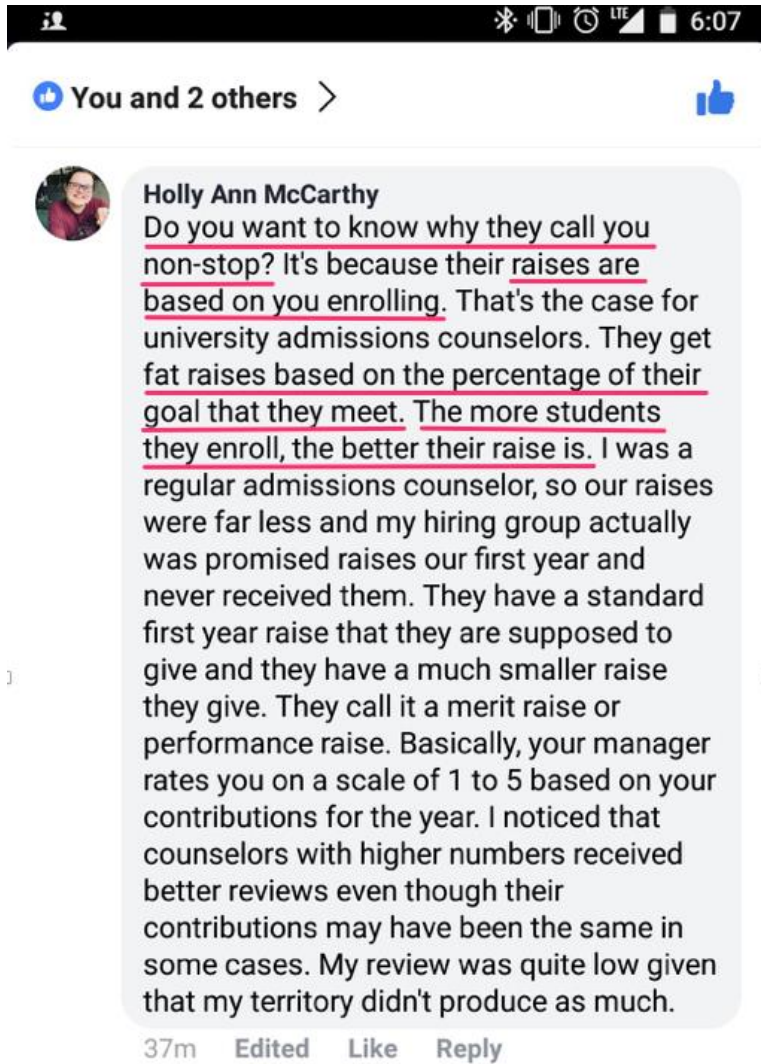 LTE 6:07
You and 2 others
Holly Ann McCarthy
Do you want to know why they call you
non-stop? It's because their raises are
based on you enrolling. That's the case for
university admissions counselors. They get
fat raises based on the percentage of their
goal that they meet. The more students
they enroll, the better their raise is. I was a
regular admissions counselor, so our raises
were far less and my hiring group actually
was promised raises our first year and
never received them. They have a standard
first year raise that they are supposed to
give and they have a much smaller raise
they give. They call it a merit raise or
performance raise. Basically, your manager
rates you on a scale of 1 to 5 based on your
contributions for the year. I noticed that
counselors with higher numbers received
better reviews even though their
contributions may have been the same in
some cases. My review was quite low given
that my territory didn't produce as much.
37m Edited Like Reply